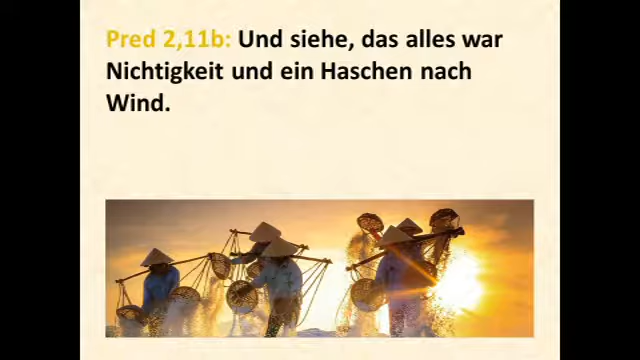 Pred 2,11b: Und siehe, das alles war
Nichtigkeit und ein Haschen nach
Wind.